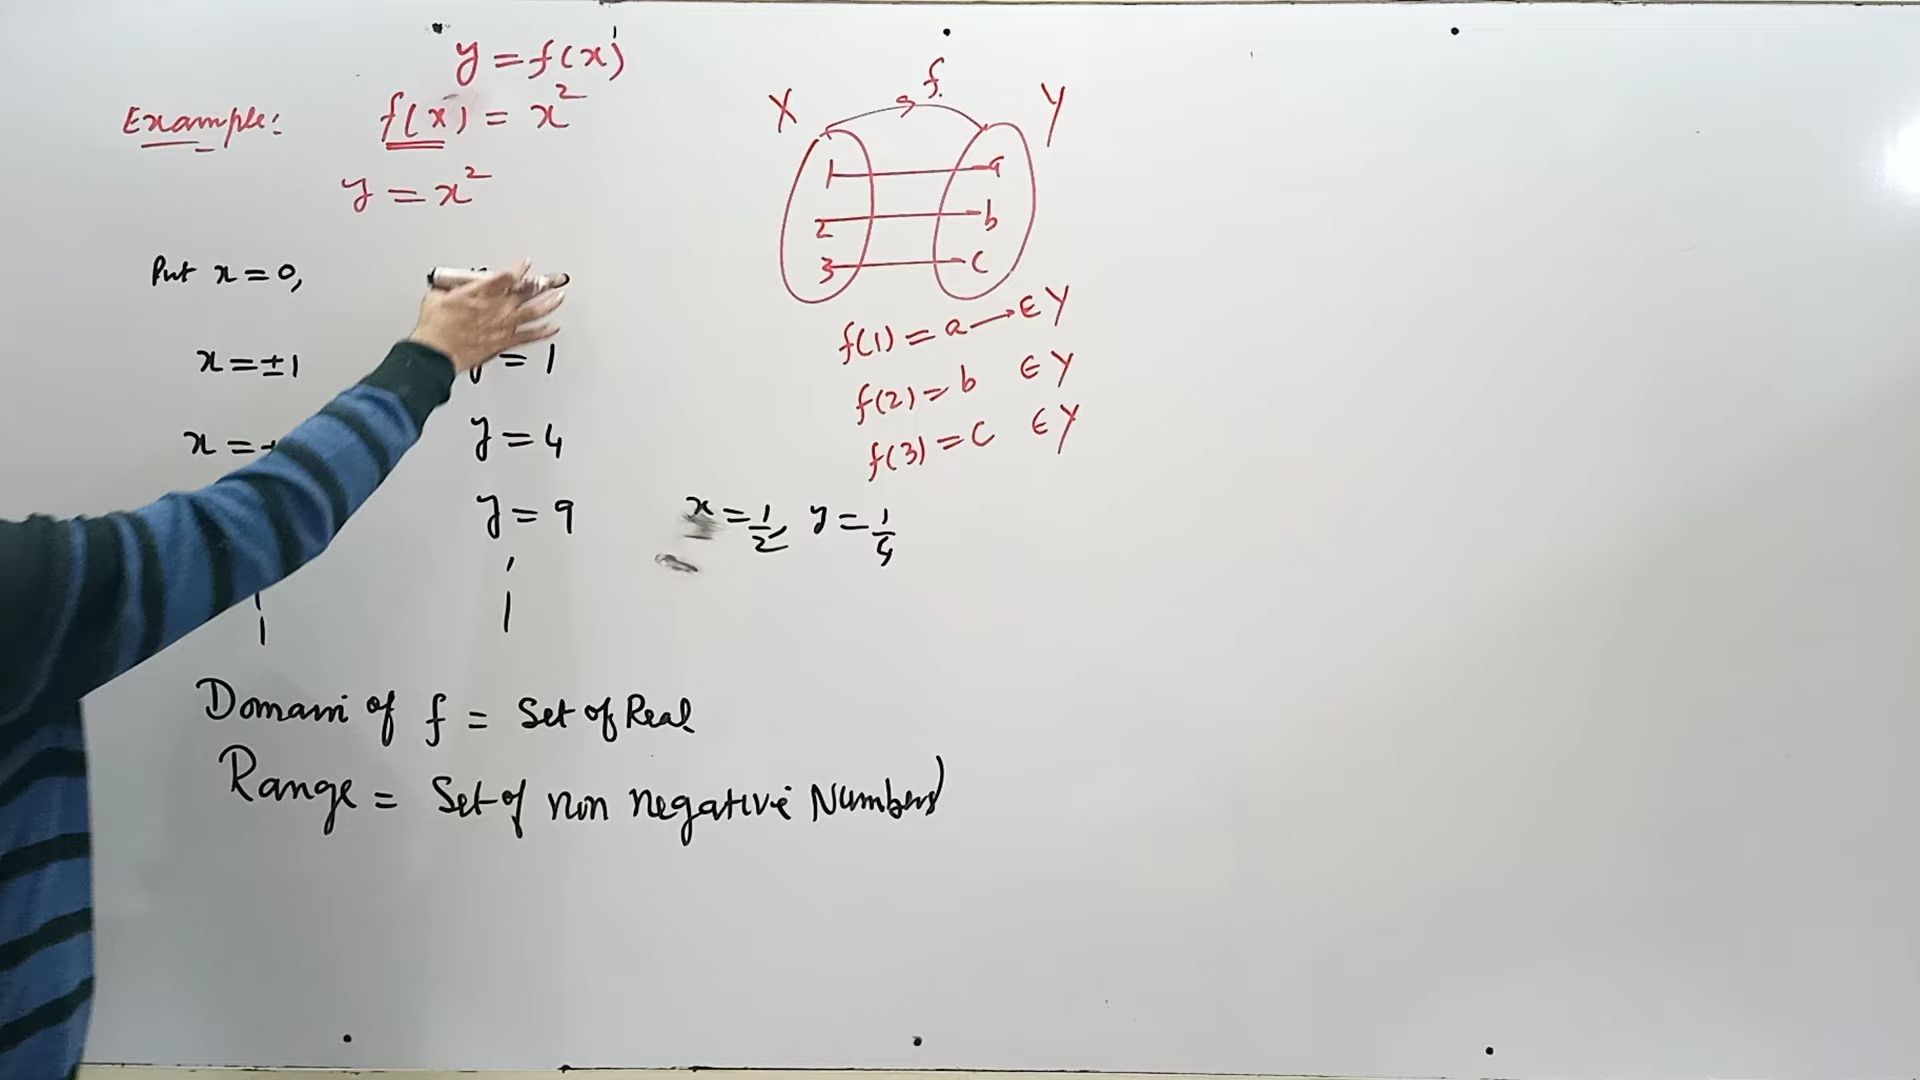 y = f(x)
Example: f(x) = x²
y = x²
Put x = 0,
x = ±1 y = 1
x = y = 4
y = 9
x = 1/2, y = 1/4
Domain of f = Set of Real
Range = Set of non negative Numbers
f
X Y
1 a
2 b
3 c
f(1) = a → ∈ Y
f(2) = b ∈ Y
f(3) = c ∈ Y